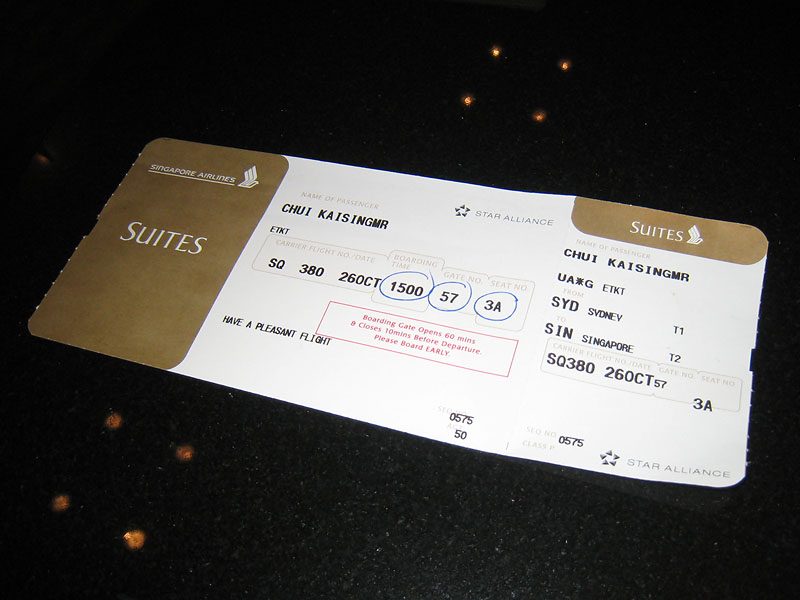 SINGAPORE AIRLINES
SUITES
NAME OF PASSENGER
CHUI KAISINGMR
ETKT
STAR ALLIANCE
CARRIER-FLIGHT NO./DATE BOARDING TIME GATE NO. SEAT NO.
SQ 380 26OCT 1500 57 3A
Boarding Gate Opens 60 mins
& Closes 10mins Before Departure.
Please Board EARLY.
HAVE A PLEASANT FLIGHT
0575
50
SUITES
NAME OF PASSENGER
CHUI KAISINGMR
UA*G ETKT
FROM
SYD SYDNEY T1
TO
SIN SINGAPORE T2
CARRIER-FLIGHT NO./DATE GATE NO. SEAT NO.
SQ380 26OCT 57 3A
SEQ NO 0575
CLASS P
STAR ALLIANCE